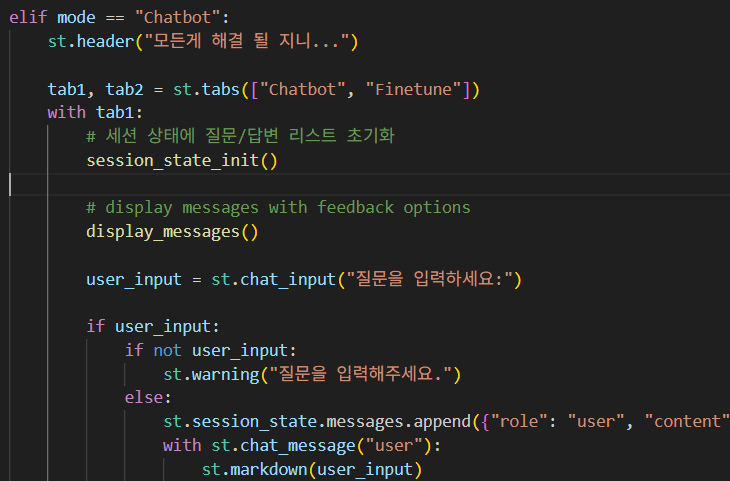 elif mode == "Chatbot":
st.header("모든게 해결 될 지니...")
tab1, tab2 = st.tabs(["Chatbot", "Finetune"])
with tab1:
# 세션 상태에 질문/답변 리스트 초기화
session_state_init()
# display messages with feedback options
display_messages()
user_input = st.chat_input("질문을 입력하세요:")
if user_input:
if not user_input:
st.warning("질문을 입력해주세요.")
else:
st.session_state.messages.append({"role": "user", "content"
with st.chat_message("user"):
st.markdown(user_input)